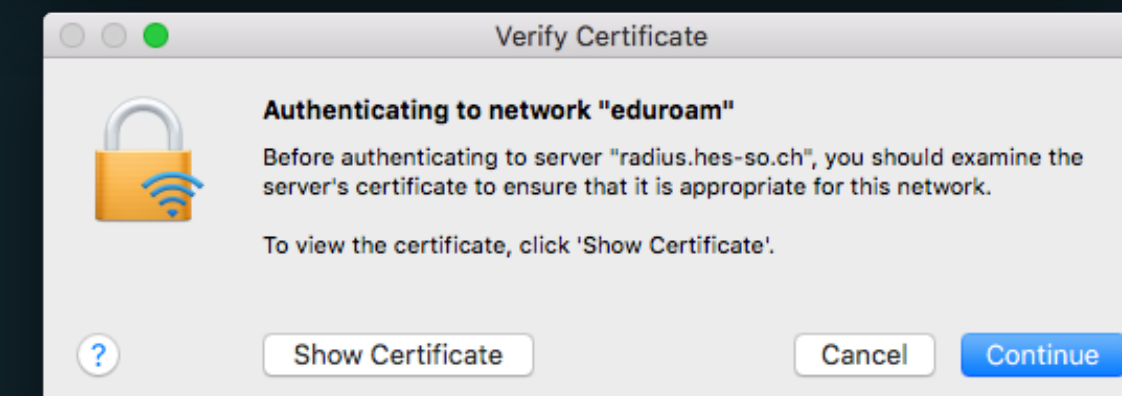 Verify Certificate
Authenticating to network "eduroam"
Before authenticating to server "radius.hes-so.ch", you should examine the
server's certificate to ensure that it is appropriate for this network.
To view the certificate, click 'Show Certificate'.
?
Show Certificate
Cancel
Continue